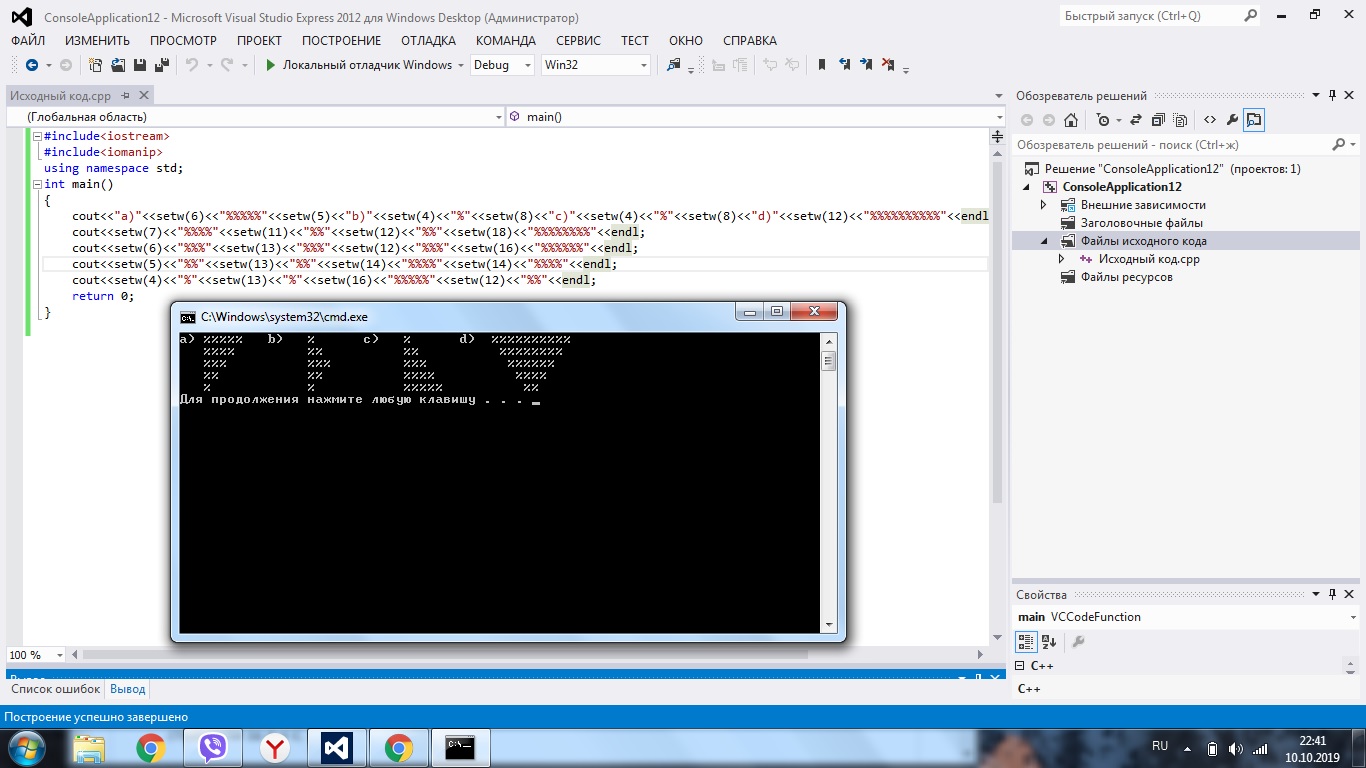 ConsoleApplication12 - Microsoft Visual Studio Express 2012 для Windows Desktop (Администратор)
Быстрый запуск (Ctrl+Q)
ФАЙЛ ИЗМЕНИТЬ ПРОСМОТР ПРОЕКТ ПОСТРОЕНИЕ ОТЛАДКА КОМАНДА СЕРВИС ТЕСТ ОКНО СПРАВКА
Локальный отладчик Windows Debug Win32
Исходный код.cpp
(Глобальная область) main()
#include<iostream>
#include<iomanip>
using namespace std;
int main()
{
cout<<"a)"<<setw(6)<<"%%%%%"<<setw(5)<<"b)"<<setw(4)<<"%"<<setw(8)<<"c)"<<setw(4)<<"%"<<setw(8)<<"d)"<<setw(12)<<"%%%%%%%%%%"<<endl
cout<<setw(7)<<"%%%%"<<setw(11)<<"%%"<<setw(12)<<"%%"<<setw(18)<<"%%%%%%%%"<<endl;
cout<<setw(6)<<"%%%"<<setw(13)<<"%%%"<<setw(12)<<"%%%"<<setw(16)<<"%%%%%%"<<endl;
cout<<setw(5)<<"%%"<<setw(13)<<"%%"<<setw(14)<<"%%%%"<<setw(14)<<"%%%%"<<endl;
cout<<setw(4)<<"%"<<setw(13)<<"%"<<setw(16)<<"%%%%%"<<setw(12)<<"%%"<<endl;
return 0;
}
C:\Windows\system32\cmd.exe
a) %%%%%   b)   %      c)   %      d)  %%%%%%%%%%
   %%%%         %%          %%          %%%%%%%%
   %%%          %%%         %%%          %%%%%%
   %%           %%          %%%%          %%%%
   %            %           %%%%%          %%
Для продолжения нажмите любую клавишу . . . _
100 %
Вывод
Список ошибок Вывод
Построение успешно завершено
Обозреватель решений
Обозреватель решений - поиск (Ctrl+ж)
Решение "ConsoleApplication12" (проектов: 1)
ConsoleApplication12
Внешние зависимости
Заголовочные файлы
Файлы исходного кода
Исходный код.cpp
Файлы ресурсов
Свойства
main VCCodeFunction
C++
C++
RU
22:41
10.10.2019